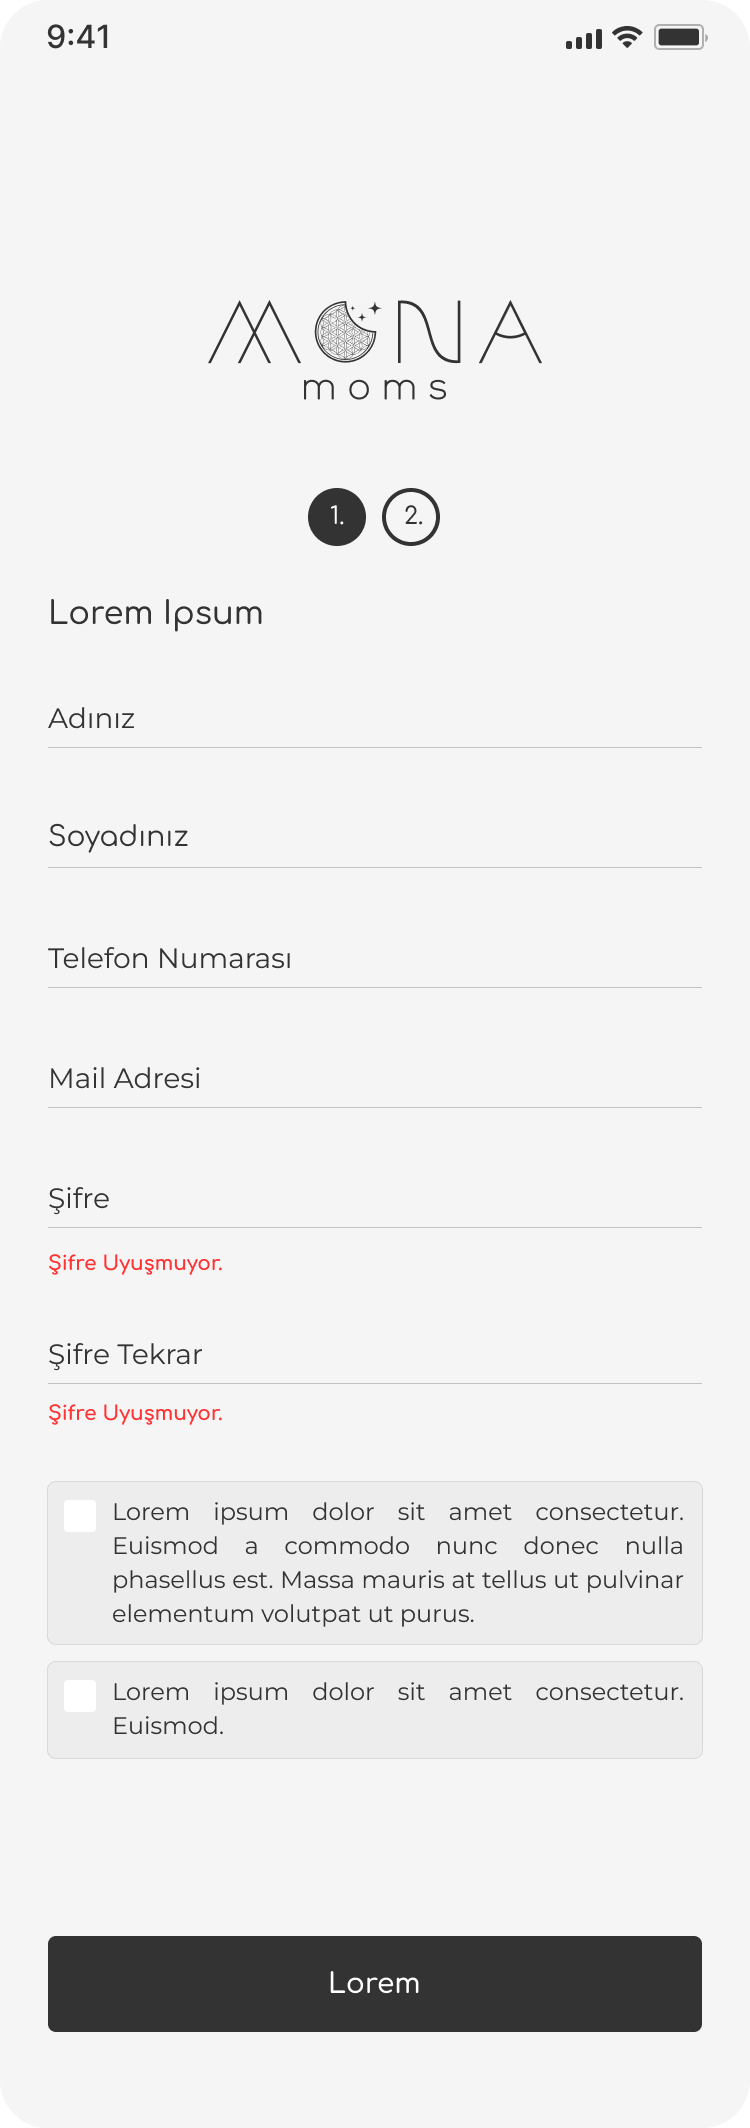 9:41
MONA
moms
1. 2.
Lorem Ipsum
Adınız
Soyadınız
Telefon Numarası
Mail Adresi
Şifre
Şifre Uyuşmuyor.
Şifre Tekrar
Şifre Uyuşmuyor.
Lorem ipsum dolor sit amet consectetur.
Euismod a commodo nunc donec nulla
phasellus est. Massa mauris at tellus ut pulvinar
elementum volutpat ut purus.
Lorem ipsum dolor sit amet consectetur.
Euismod.
Lorem